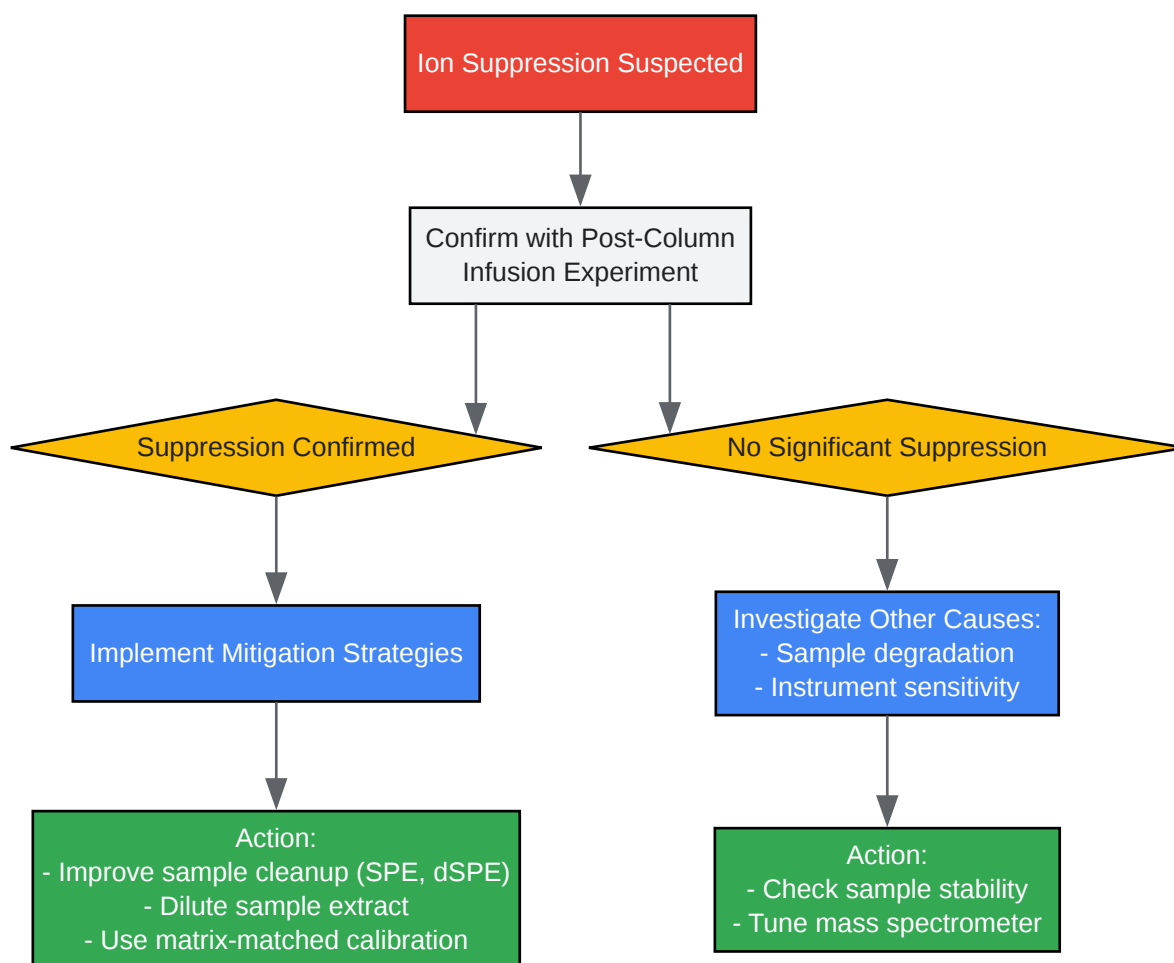 Ion Suppression Suspected
Confirm with Post-Column
Infusion Experiment
Suppression Confirmed
No Significant Suppression
Implement Mitigation Strategies
Investigate Other Causes:
- Sample degradation
- Instrument sensitivity
Action:
- Improve sample cleanup (SPE, dSPE)
- Dilute sample extract
- Use matrix-matched calibration
Action:
- Check sample stability
- Tune mass spectrometer